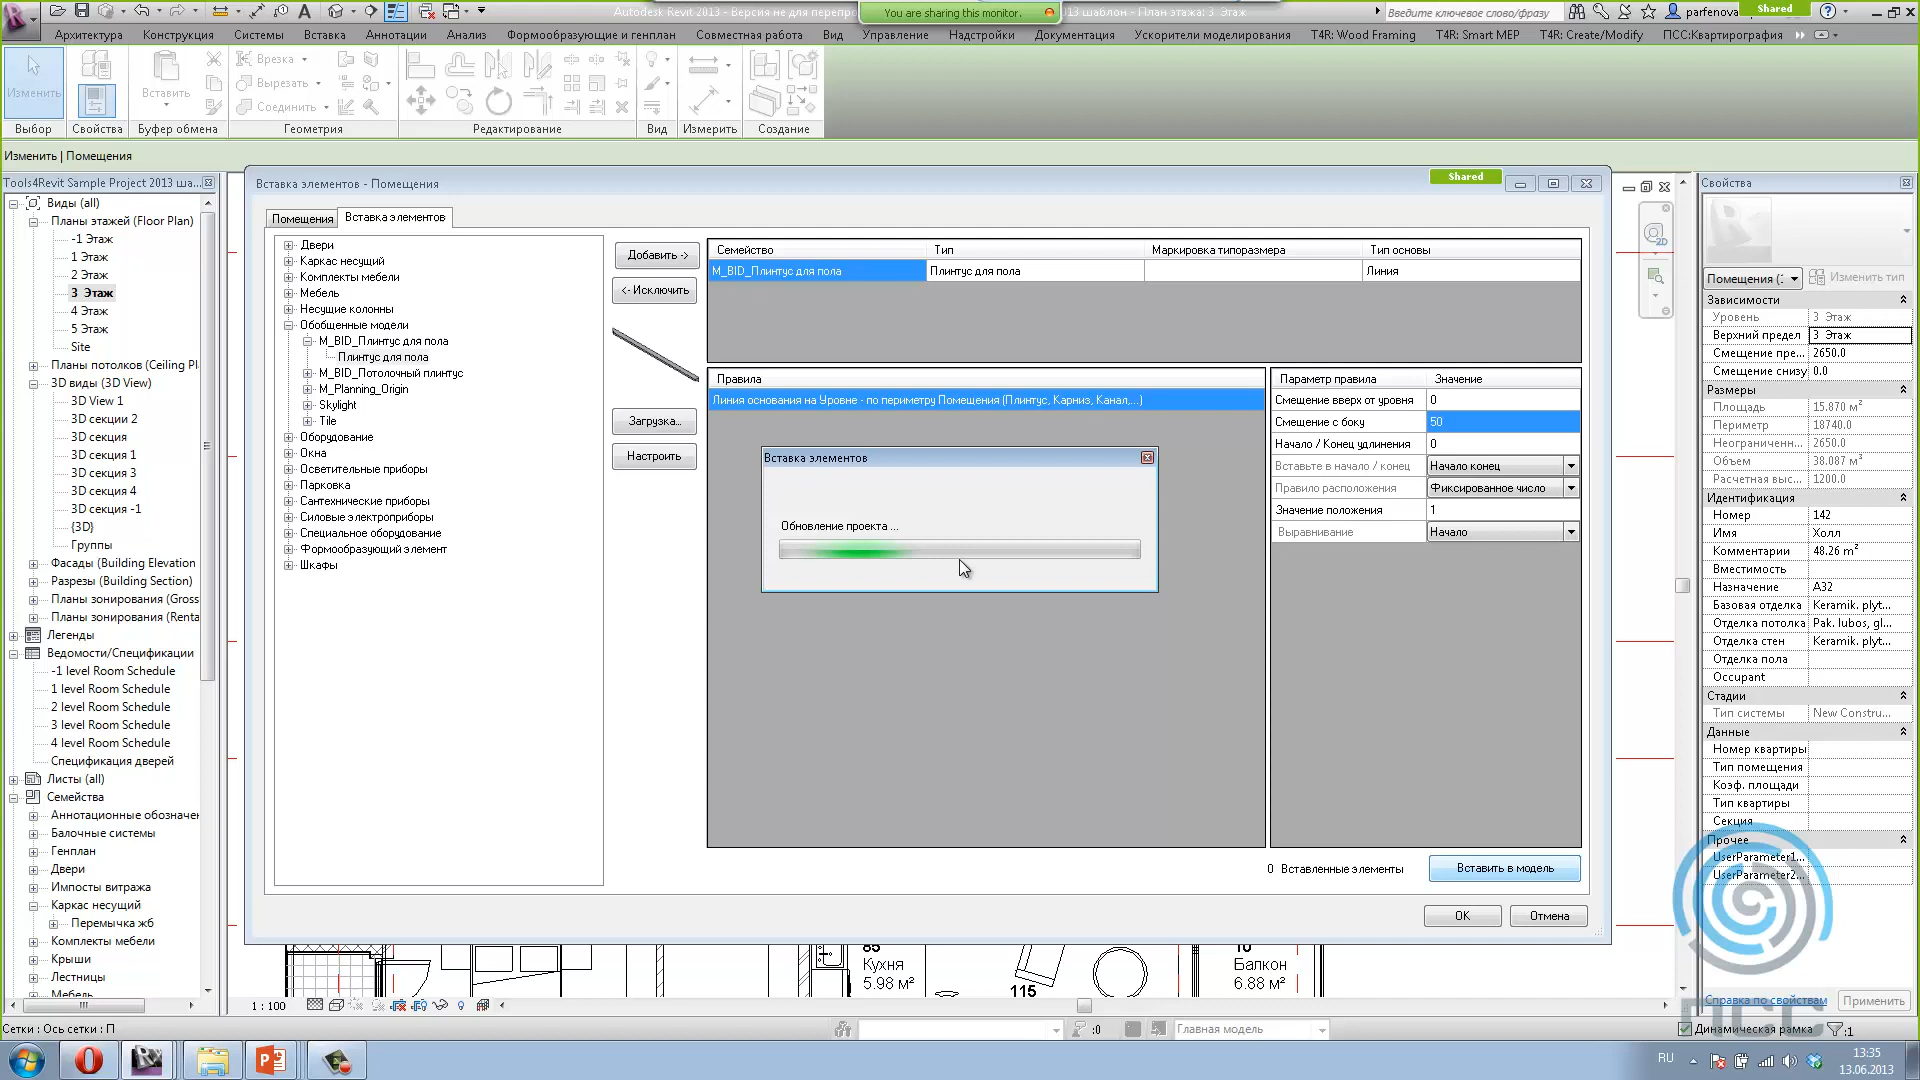 Autodesk Revit 2013 - Версия не для перепро
You are sharing this monitor.
13 шаблон - План этажа: 3 Этаж
Введите ключевое слово/фразу
parfenova
Shared
Архитектура Конструкция Системы Вставка Аннотации Анализ Формообразующие и генплан Совместная работа Вид Управление Надстройки Документация Ускорители моделирования T4R: Wood Framing T4R: Smart MEP T4R: Create/Modify ПСС:Квартирография
Изменить
Вставить
Врезка
Вырезать
Соединить
Выбор Свойства Буфер обмена Геометрия Редактирование Вид Измерить Создание
Изменить | Помещения
Tools4Revit Sample Project 2013 ша...
Виды (all)
Планы этажей (Floor Plan)
-1 Этаж
1 Этаж
2 Этаж
3 Этаж
4 Этаж
5 Этаж
Site
Планы потолков (Ceiling Pl
3D виды (3D View)
3D View 1
3D секции 2
3D секция
3D секция 1
3D секция 3
3D секция 4
3D секция -1
{3D}
Группы
Фасады (Building Elevation
Разрезы (Building Section)
Планы зонирования (Gross
Планы зонирования (Renta
Легенды
Ведомости/Спецификации
-1 level Room Schedule
1 level Room Schedule
2 level Room Schedule
3 level Room Schedule
4 level Room Schedule
Спецификация дверей
Листы (all)
Семейства
Аннотационные обозначен
Балочные системы
Генплан
Двери
Импосты витража
Каркас несущий
Перемычка жб
Комплекты мебели
Крыши
Лестницы
Мебель
Вставка элементов - Помещения
Shared
Помещения
Вставка элементов
Двери
Каркас несущий
Комплекты мебели
Мебель
Несущие колонны
Обобщенные модели
M_BID_Плинтус для пола
Плинтус для пола
M_BID_Потолочный плинтус
M_Planning_Origin
Skylight
Tile
Оборудование
Окна
Осветительные приборы
Парковка
Сантехнические приборы
Силовые электроприборы
Специальное оборудование
Формообразующий элемент
Шкафы
Добавить ->
<- Исключить
Загрузка...
Настроить
Семейство Тип Маркировка типоразмера Тип основы
M_BID_Плинтус для пола Плинтус для пола Линия
Правила
Линия основания на Уровне - по периметру Помещения (Плинтус, Карниз, Канал,...)
Параметр правила Значение
Смещение вверх от уровня 0
Смещение с боку 50
Начало / Конец удлинения 0
Вставьте в начало / конец Начало конец
Правило расположения Фиксированное число
Значение положения 1
Выравнивание Начало
Вставка элементов
Обновление проекта ...
0 Вставленные элементы
Вставить в модель
OK
Отмена
Свойства
Помещения (:
Изменить тип
Зависимости
Уровень 3 Этаж
Верхний предел 3 Этаж
Смещение пре... 2650.0
Смещение снизу 0.0
Размеры
Площадь 15.870 м²
Периметр 18740.0
Неограниченн... 2650.0
Объем 38.087 м³
Расчетная выс... 1200.0
Идентификация
Номер 142
Имя Холл
Комментарии 48.26 m²
Вместимость
Назначение A32
Базовая отделка Keramik. plyt...
Отделка потолка Pak. lubos, gl...
Отделка стен Keramik. plyt...
Отделка пола
Occupant
Стадии
Тип системы New Constru...
Данные
Номер квартиры
Тип помещения
Коэф. площади
Тип квартиры
Секция
Прочее
UserParameter1...
UserParameter2...
Справка по свойствам
Применить
ПСС
85
Кухня
5.98 м²
115
10
Балкон
6.88 м²
1 : 100
Сетки : Ось сетки : П
:0
Главная модель
Динамическая рамка
:1
RU
13:35
13.06.2013